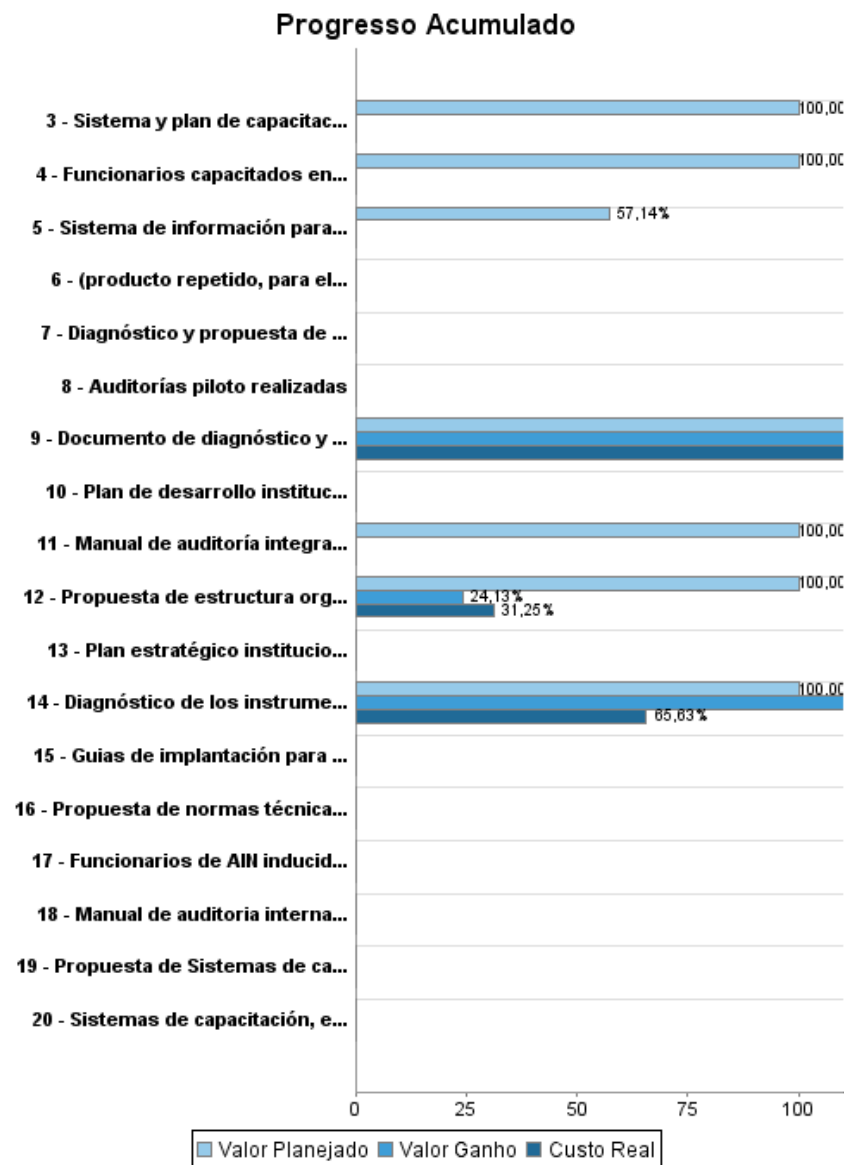 Progresso Acumulado
3 - Sistema y plan de capacitac...
100,00
4 - Funcionarios capacitados en...
100,00
5 - Sistema de información para...
57,14%
6 - (producto repetido, para el...
7 - Diagnóstico y propuesta de ...
8 - Auditorías piloto realizadas
9 - Documento de diagnóstico y ...
10 - Plan de desarrollo instituc...
11 - Manual de auditoría integra...
100,00
12 - Propuesta de estructura org...
100,00
24,13%
31,25%
13 - Plan estratégico institucio...
14 - Diagnóstico de los instrume...
100,00
65,63%
15 - Guias de implantación para ...
16 - Propuesta de normas técnica...
17 - Funcionarios de AIN inducid...
18 - Manual de auditoria interna...
19 - Propuesta de Sistemas de ca...
20 - Sistemas de capacitación, e...
0 25 50 75 100
Valor Planejado Valor Ganho Custo Real